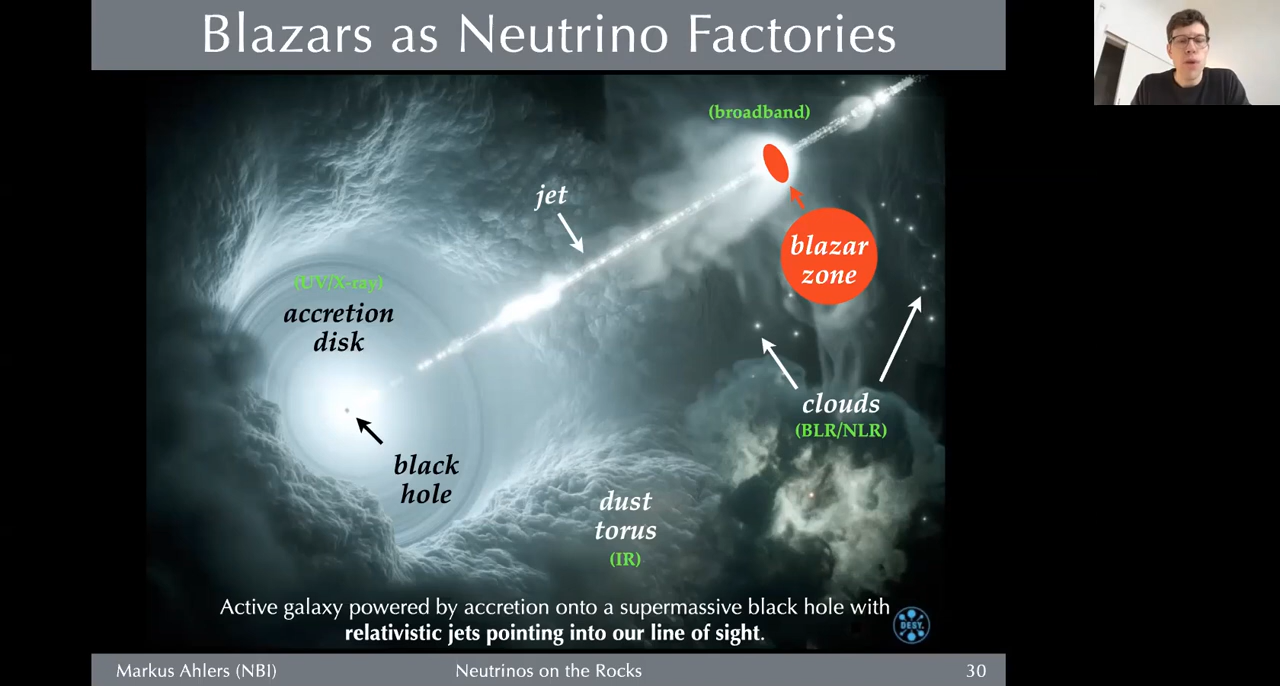 Blazars as Neutrino Factories
(broadband)
jet
blazar
zone
(UV/X-ray)
accretion
disk
clouds
(BLR/NLR)
black
hole
dust
torus
(IR)
Active galaxy powered by accretion onto a supermassive black hole with
relativistic jets pointing into our line of sight.
DESY.
Markus Ahlers (NBI) Neutrinos on the Rocks 30